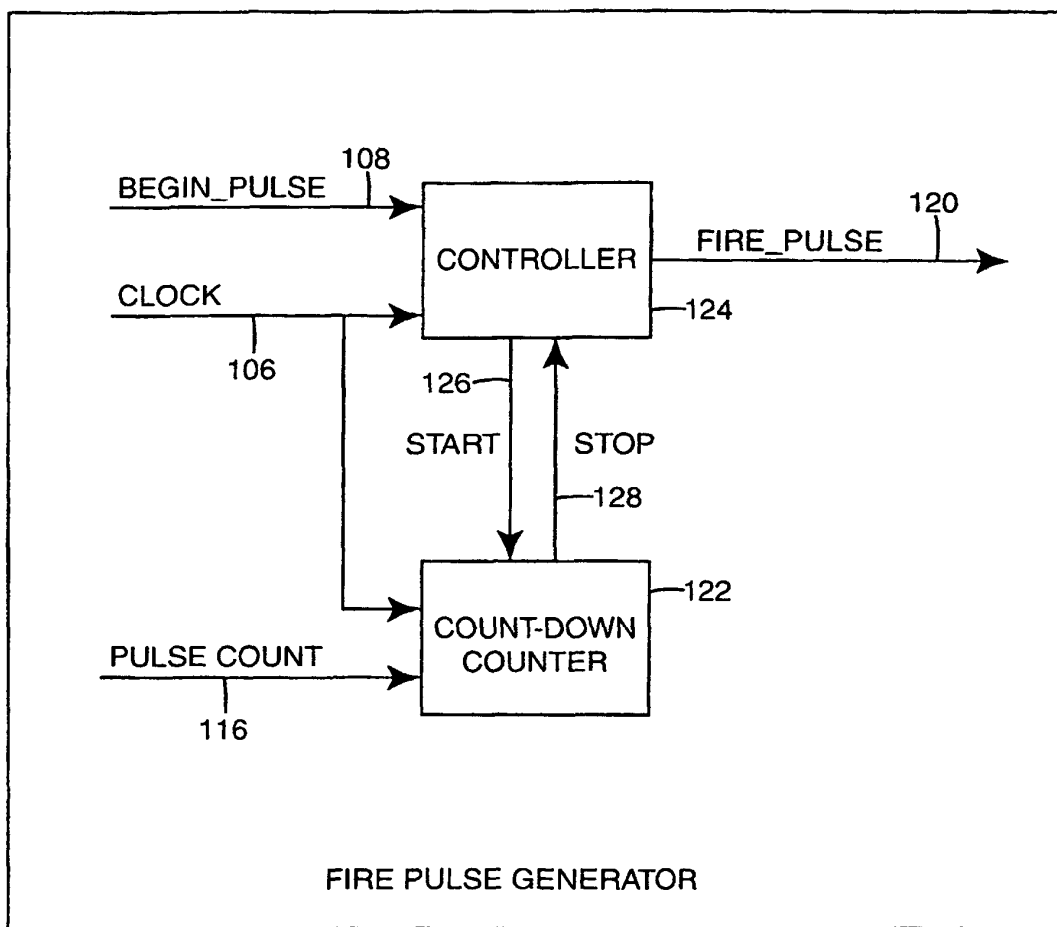 108
BEGIN_PULSE
120
FIRE_PULSE
CONTROLLER
CLOCK
124
106
126
START
STOP
128
122
COUNT-DOWN
COUNTER
PULSE COUNT
116
FIRE PULSE GENERATOR